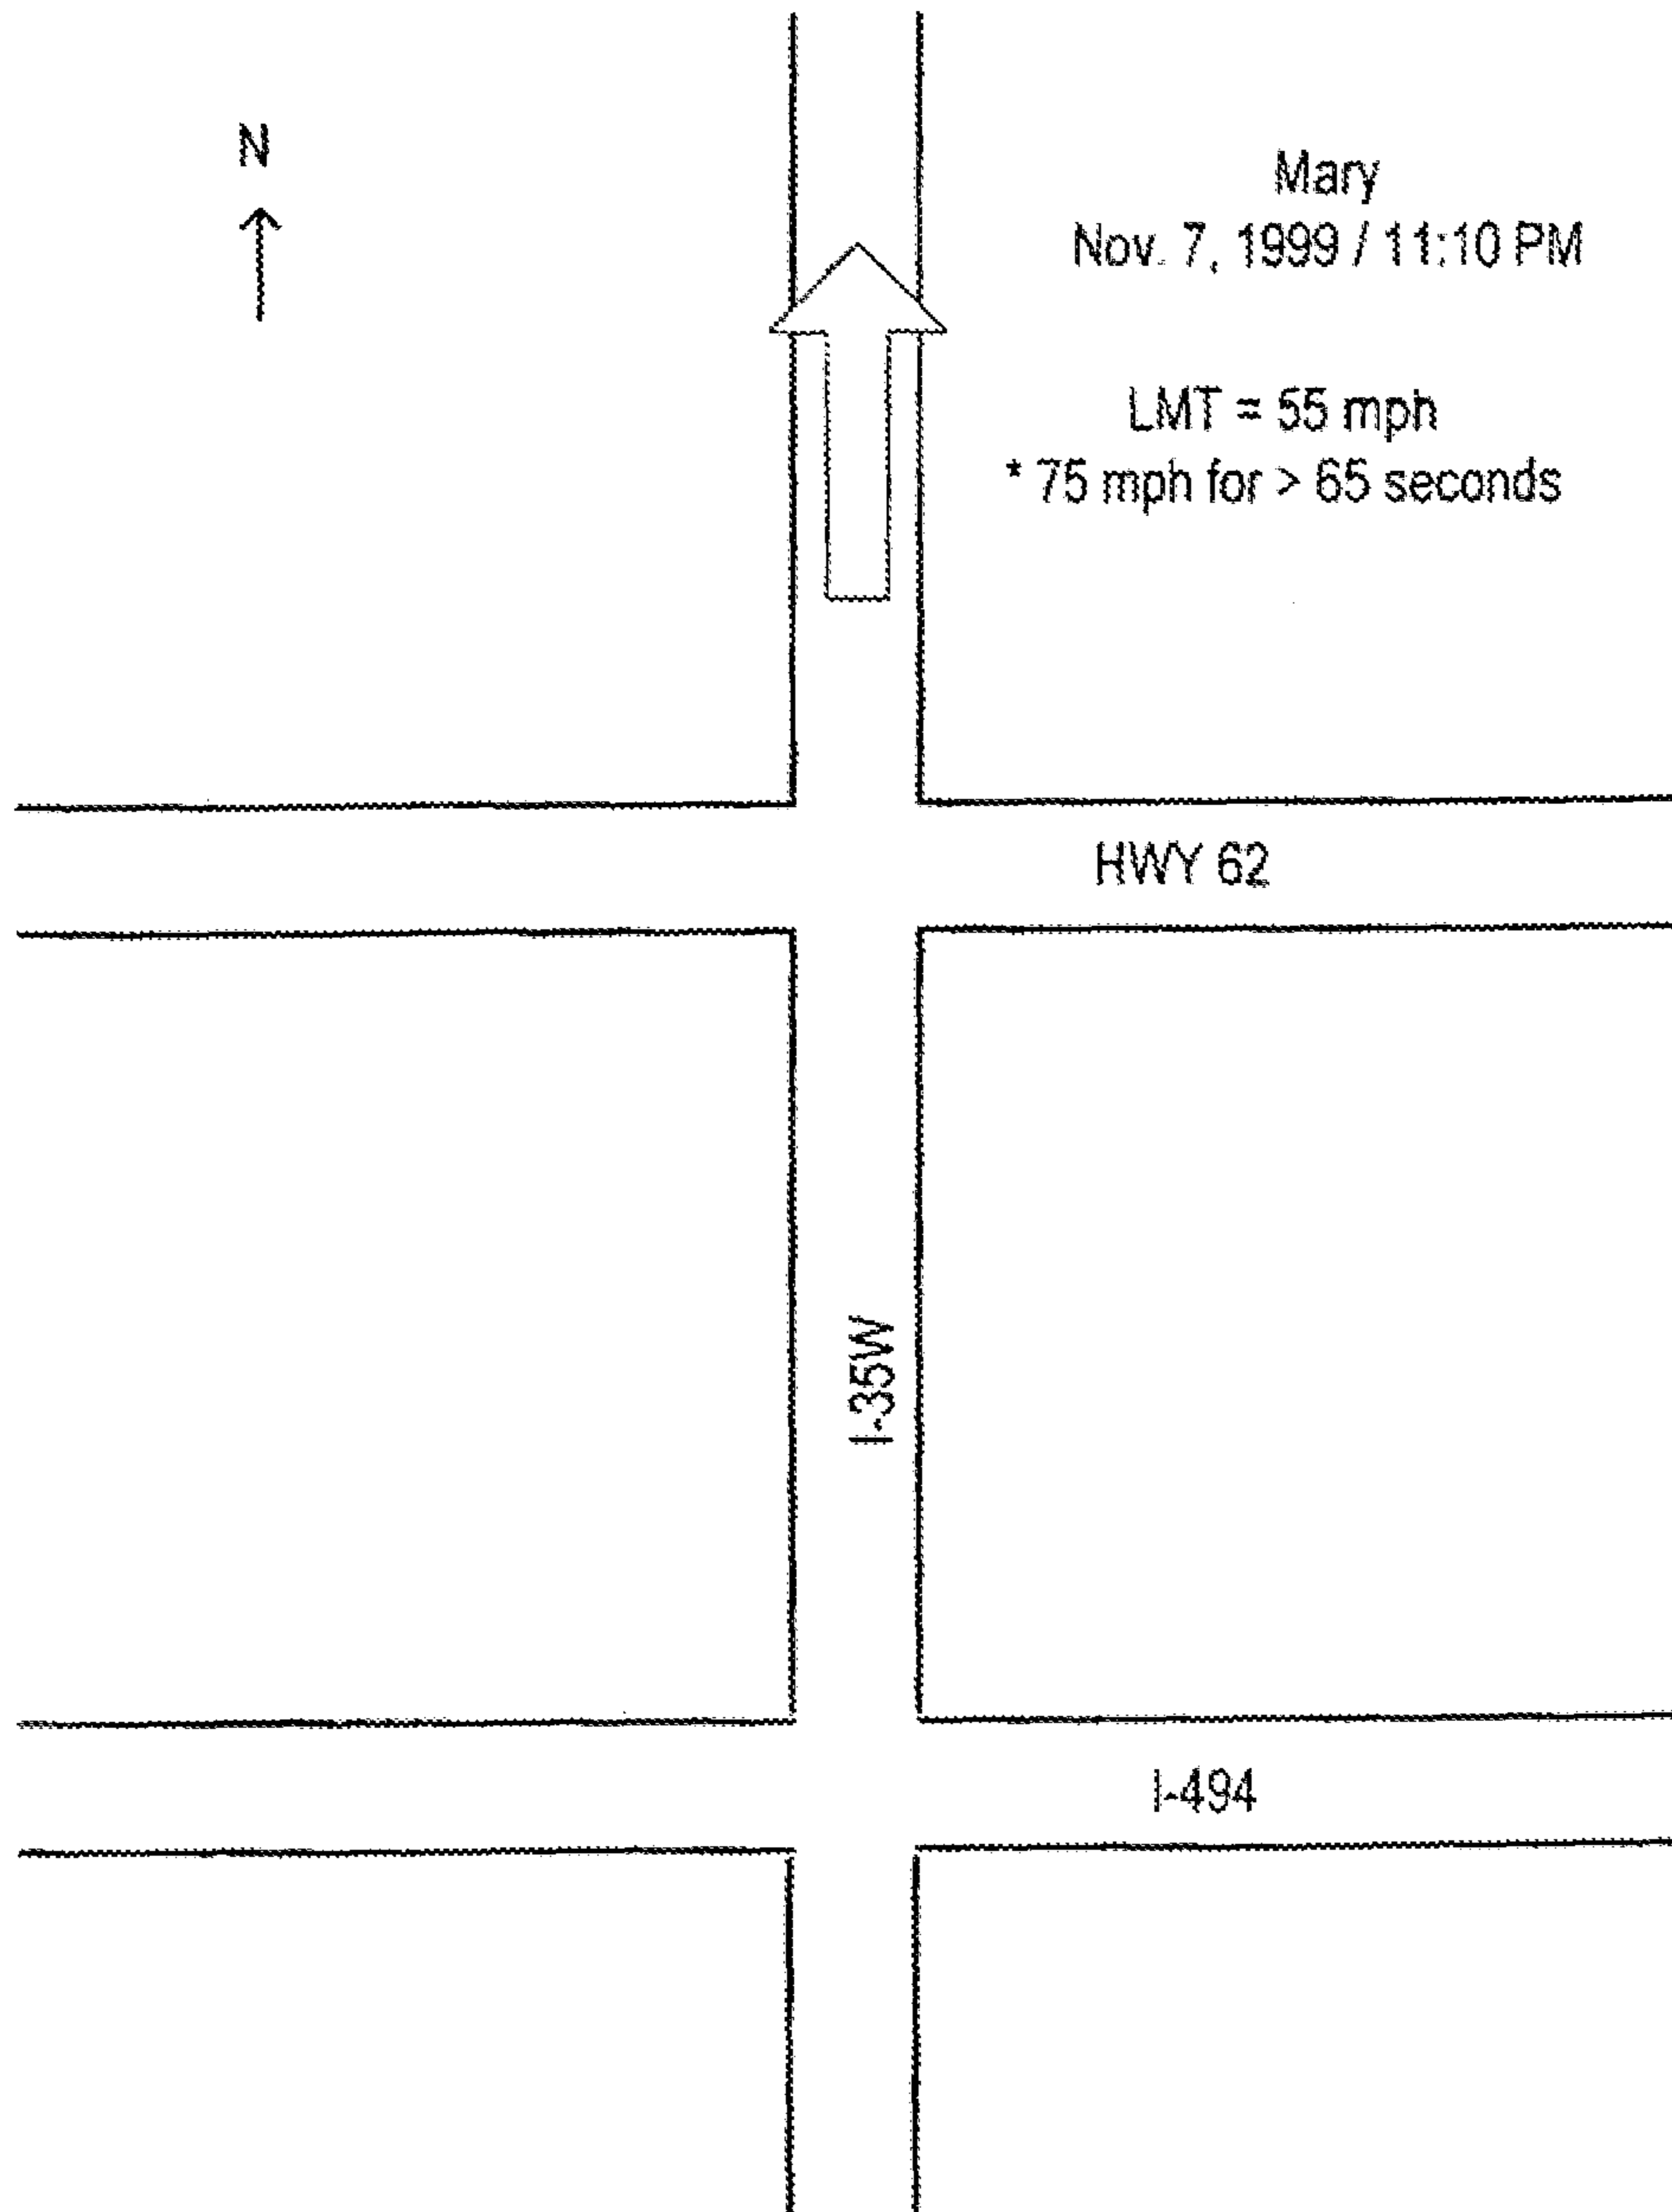 N
Mary
Nov. 7, 1999 / 11:10 PM
LMT = 55 mph
* 75 mph for > 65 seconds
HWY 62
I-35W
I-494